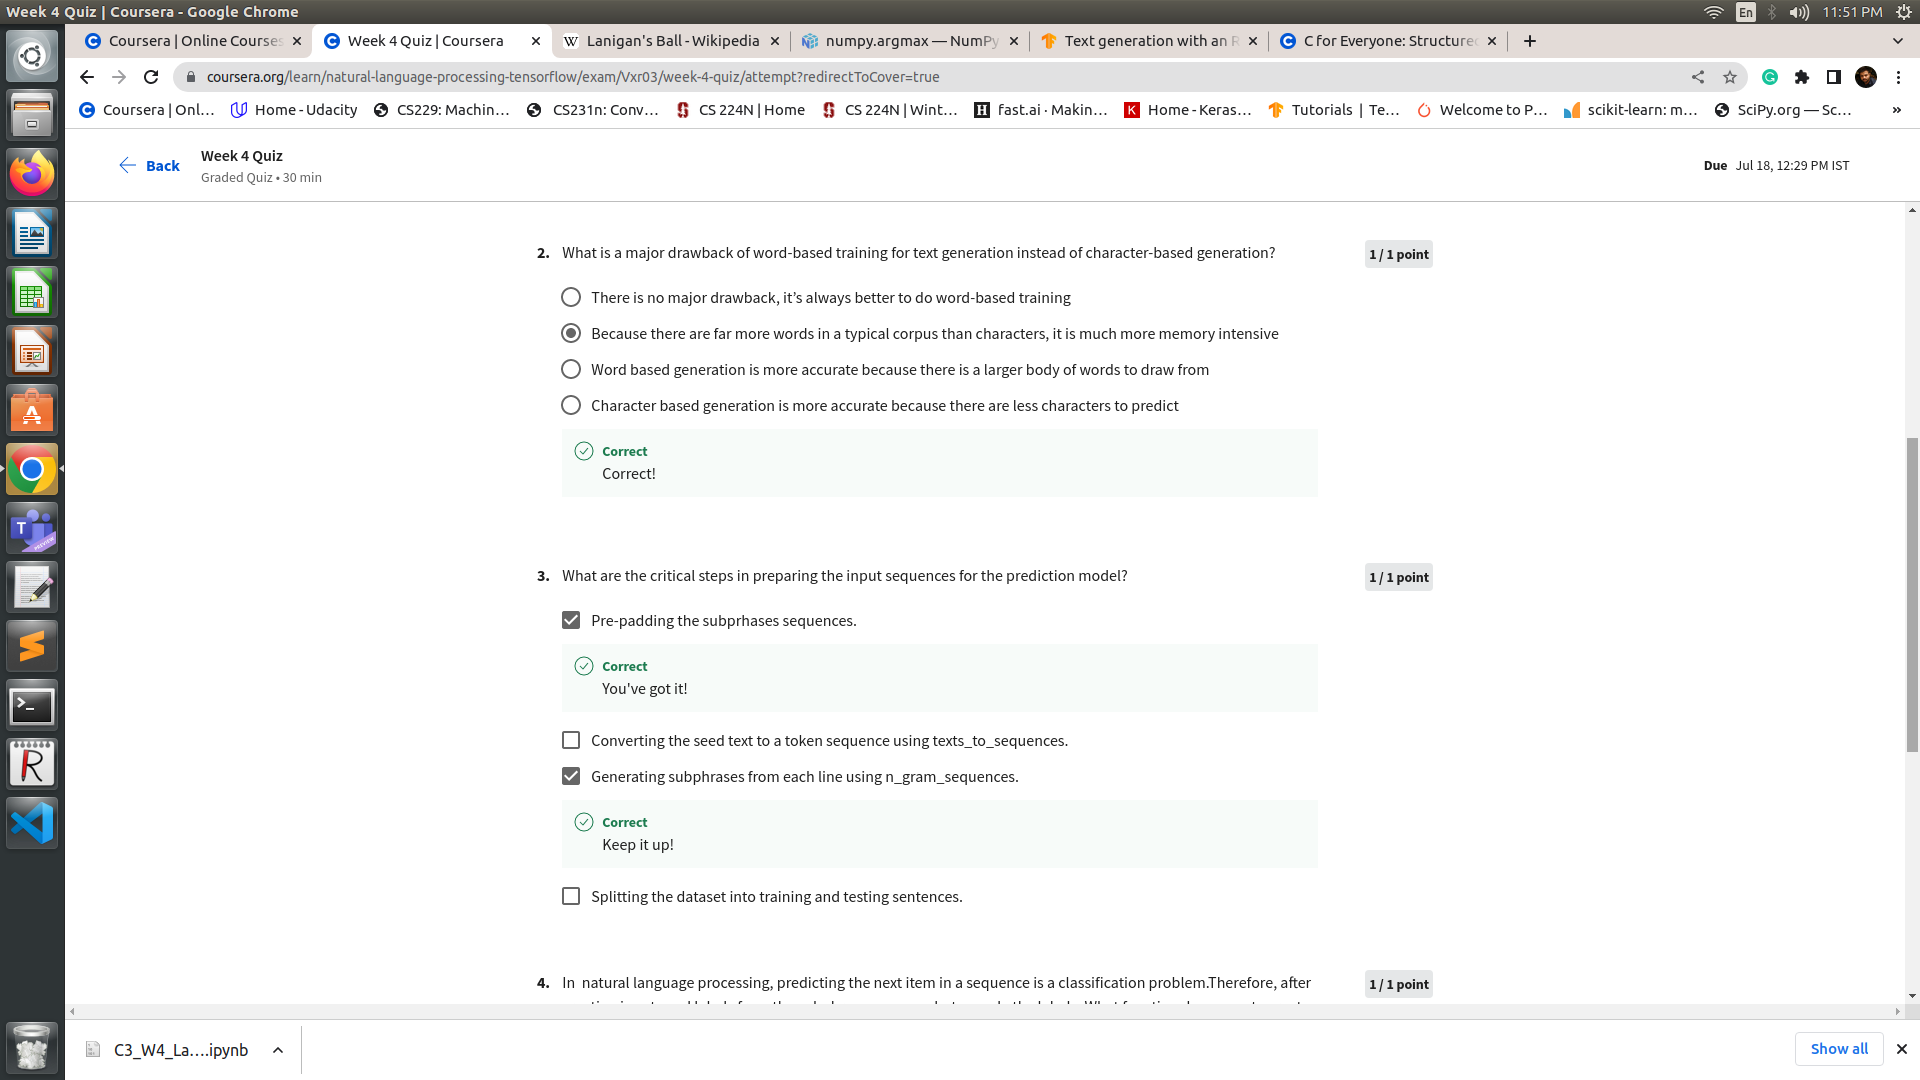 Week 4 Quiz | Coursera - Google Chrome
En
11:51 PM
Coursera | Online Courses
Week 4 Quiz | Coursera
Lanigan's Ball - Wikipedia
numpy.argmax — NumPy
Text generation with an R
C for Everyone: Structured
coursera.org/learn/natural-language-processing-tensorflow/exam/Vxr03/week-4-quiz/attempt?redirectToCover=true
Coursera | Onl...
Home - Udacity
CS229: Machin...
CS231n: Conv...
CS 224N | Home
CS 224N | Wint...
fast.ai · Makin...
Home - Keras...
Tutorials | Te...
Welcome to P...
scikit-learn: m...
SciPy.org — Sc...
»
Back
Week 4 Quiz
Graded Quiz • 30 min
Due Jul 18, 12:29 PM IST
2. What is a major drawback of word-based training for text generation instead of character-based generation?
1 / 1 point
There is no major drawback, it’s always better to do word-based training
Because there are far more words in a typical corpus than characters, it is much more memory intensive
Word based generation is more accurate because there is a larger body of words to draw from
Character based generation is more accurate because there are less characters to predict
Correct
Correct!
3. What are the critical steps in preparing the input sequences for the prediction model?
1 / 1 point
Pre-padding the subprhases sequences.
Correct
You've got it!
Converting the seed text to a token sequence using texts_to_sequences.
Generating subphrases from each line using n_gram_sequences.
Correct
Keep it up!
Splitting the dataset into training and testing sentences.
4. In natural language processing, predicting the next item in a sequence is a classification problem.Therefore, after
1 / 1 point
C3_W4_La....ipynb
Show all